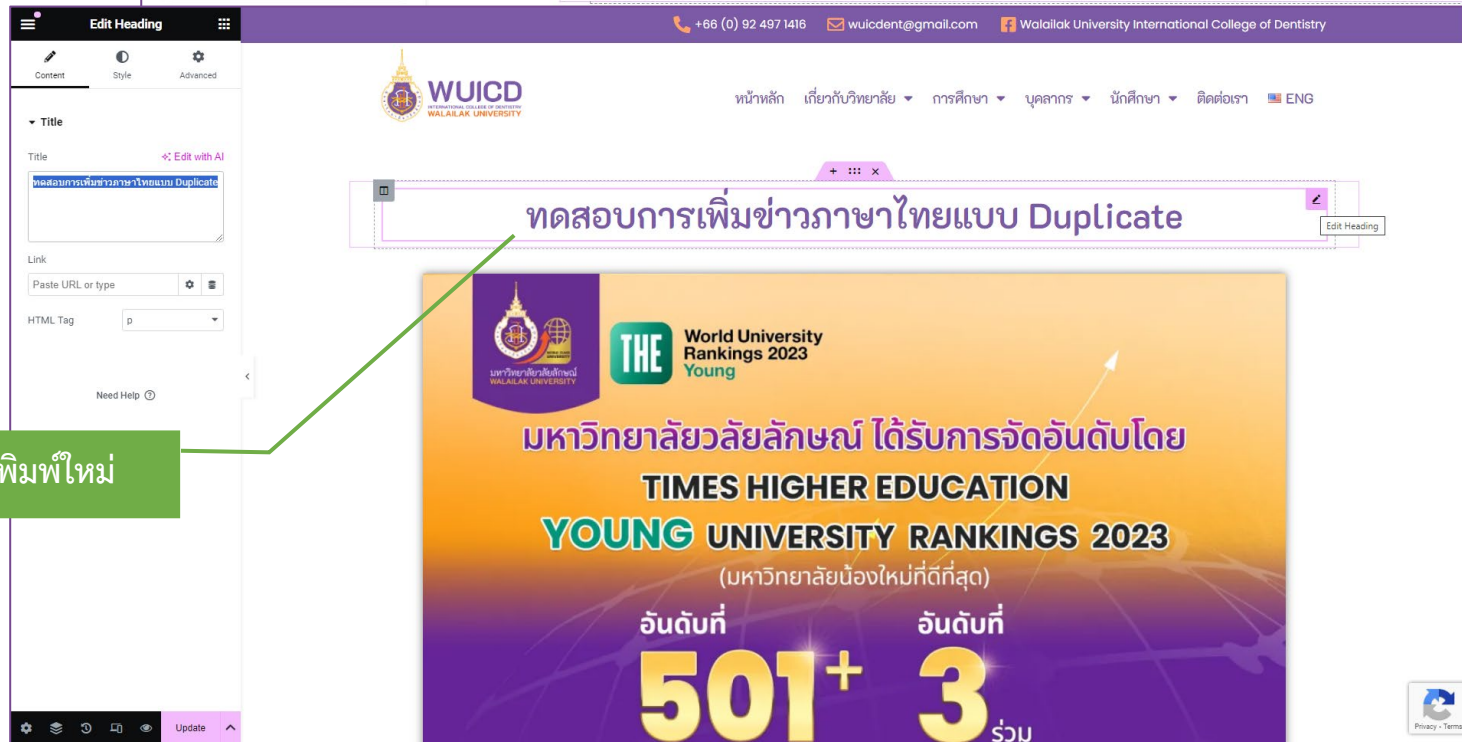 Edit Heading
+66 (0) 92 497 1416 wuicdent@gmail.com Walailak University International College of Dentistry
Content Style Advanced
WUICD
INTERNATIONAL COLLEGE OF DENTISTRY
WALAILAK UNIVERSITY
หน้าหลัก เกี่ยวกับวิทยาลัย การศึกษา บุคลากร นักศึกษา ติดต่อเรา ENG
Title
Title Edit with AI
ทดสอบการเพิ่มข่าวภาษาไทยแบบ Duplicate
Link
Paste URL or type
HTML Tag p
Need Help
พิมพ์ใหม่
Update
ทดสอบการเพิ่มข่าวภาษาไทยแบบ Duplicate
Edit Heading
มหาวิทยาลัยวลัยลักษณ์
WALAILAK UNIVERSITY
THE
World University
Rankings 2023
Young
มหาวิทยาลัยวลัยลักษณ์ ได้รับการจัดอันดับโดย
TIMES HIGHER EDUCATION
YOUNG UNIVERSITY RANKINGS 2023
(มหาวิทยาลัยน้องใหม่ที่ดีที่สุด)
อันดับที่ อันดับที่
501+ 3
ร่วม
Privacy - Terms